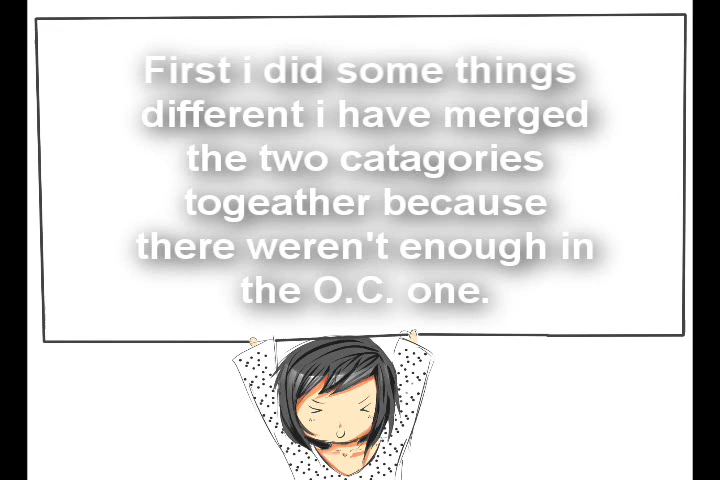 First i did some things
different i have merged
the two catagories
togeather because
there weren't enough in
the O.C. one.